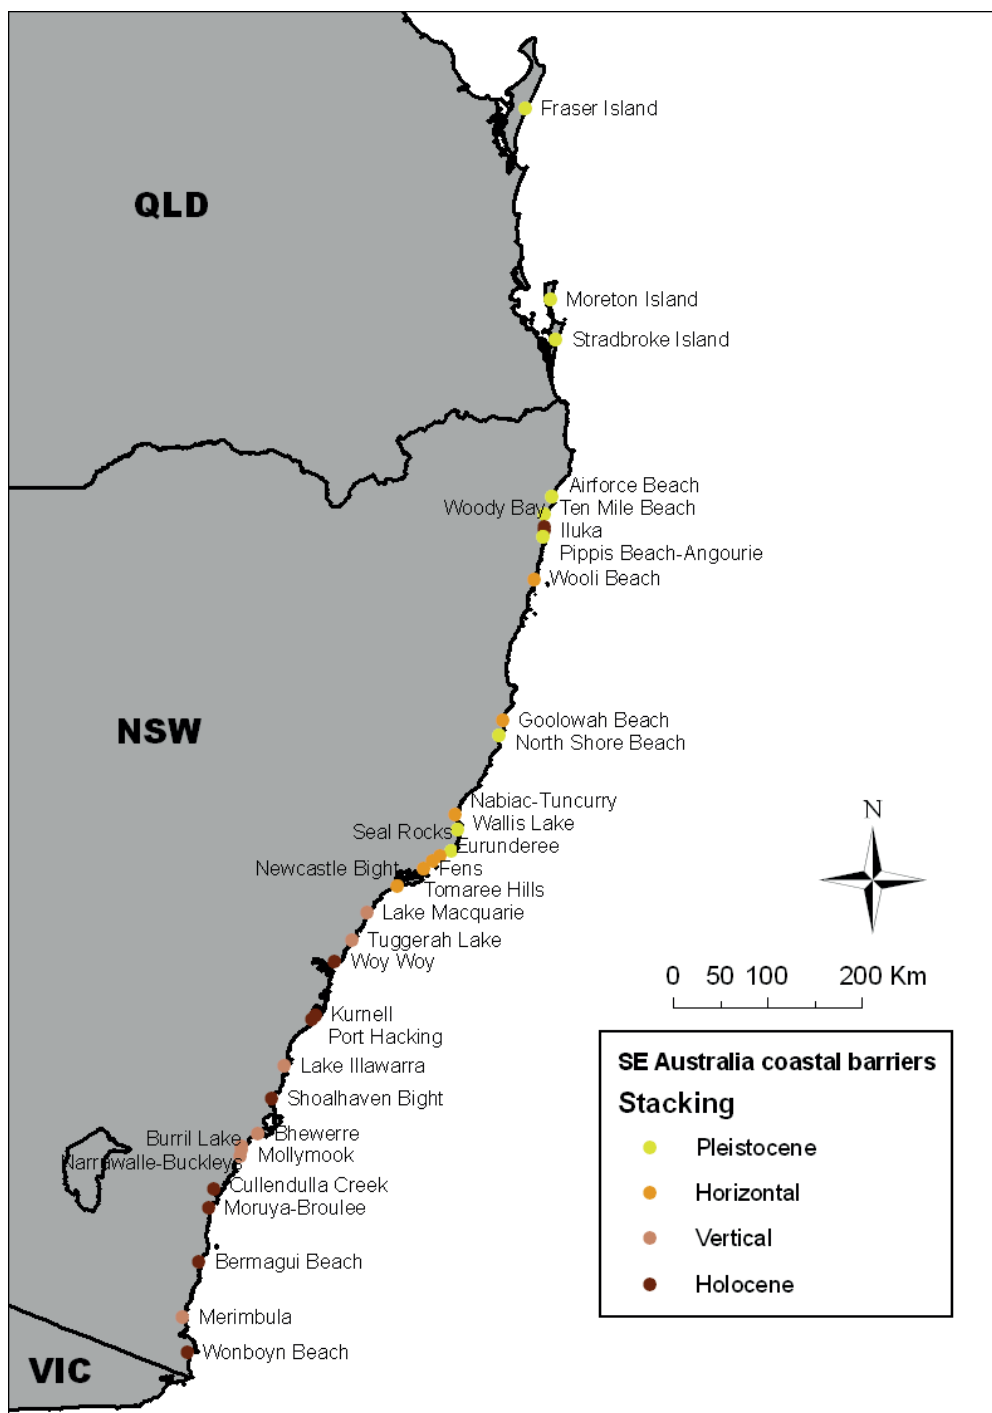 Fraser Island
QLD
Moreton Island
Stradbroke Island
Airforce Beach
Woody Bay
Ten Mile Beach
Iluka
Pippis Beach-Angourie
Wooli Beach
NSW
Goolowah Beach
North Shore Beach
Nabiac-Tuncurry
Wallis Lake
Seal Rocks
Eurunderee
Newcastle Bight
Fens
Tomaree Hills
Lake Macquarie
Tuggerah Lake
Woy Woy
Kurnell
Port Hacking
Lake Illawarra
Shoalhaven Bight
Bhewerre
Burril Lake
Mollymook
Narrawalle-Buckleys
Cullendulla Creek
Moruya-Broulee
Bermagui Beach
Merimbula
Wonboyn Beach
VIC
N
0 50 100 200 Km
SE Australia coastal barriers
Stacking
Pleistocene
Horizontal
Vertical
Holocene